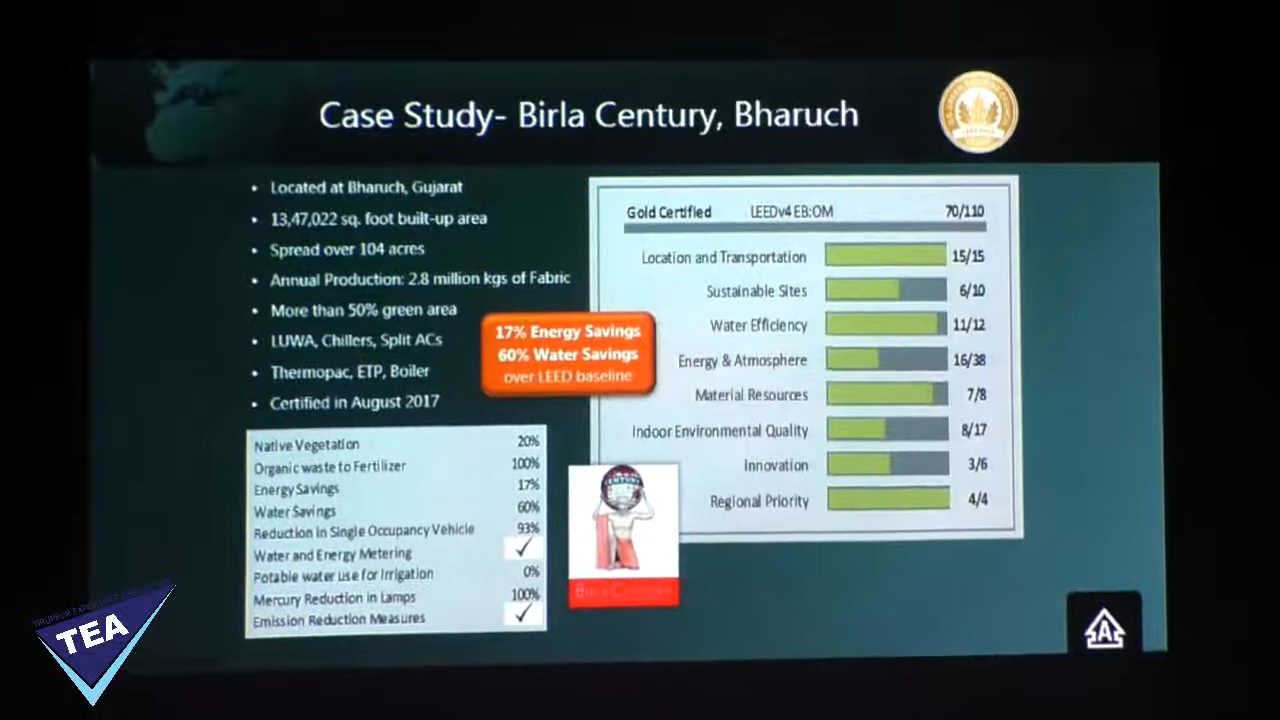 Case Study- Birla Century, Bharuch
• Located at Bharuch, Gujarat
• 13,47,022 sq. foot built-up area
• Spread over 104 acres
• Annual Production: 2.8 million kgs of Fabric
• More than 50% green area
• LUWA, Chillers, Split ACs
• Thermopac, ETP, Boiler
• Certified in August 2017
17% Energy Savings
60% Water Savings
over LEED baseline
Gold Certified LEEDv4 EB:OM 70/110
Location and Transportation 15/15
Sustainable Sites 6/10
Water Efficiency 11/12
Energy & Atmosphere 16/38
Material Resources 7/8
Indoor Environmental Quality 8/17
Innovation 3/6
Regional Priority 4/4
Native Vegetation 20%
Organic waste to Fertilizer 100%
Energy Savings 17%
Water Savings 60%
Reduction in Single Occupancy Vehicle 93%
Water and Energy Metering ✓
Potable water use for Irrigation 0%
Mercury Reduction in Lamps 100%
Emission Reduction Measures ✓
CENTURY
TEA
A